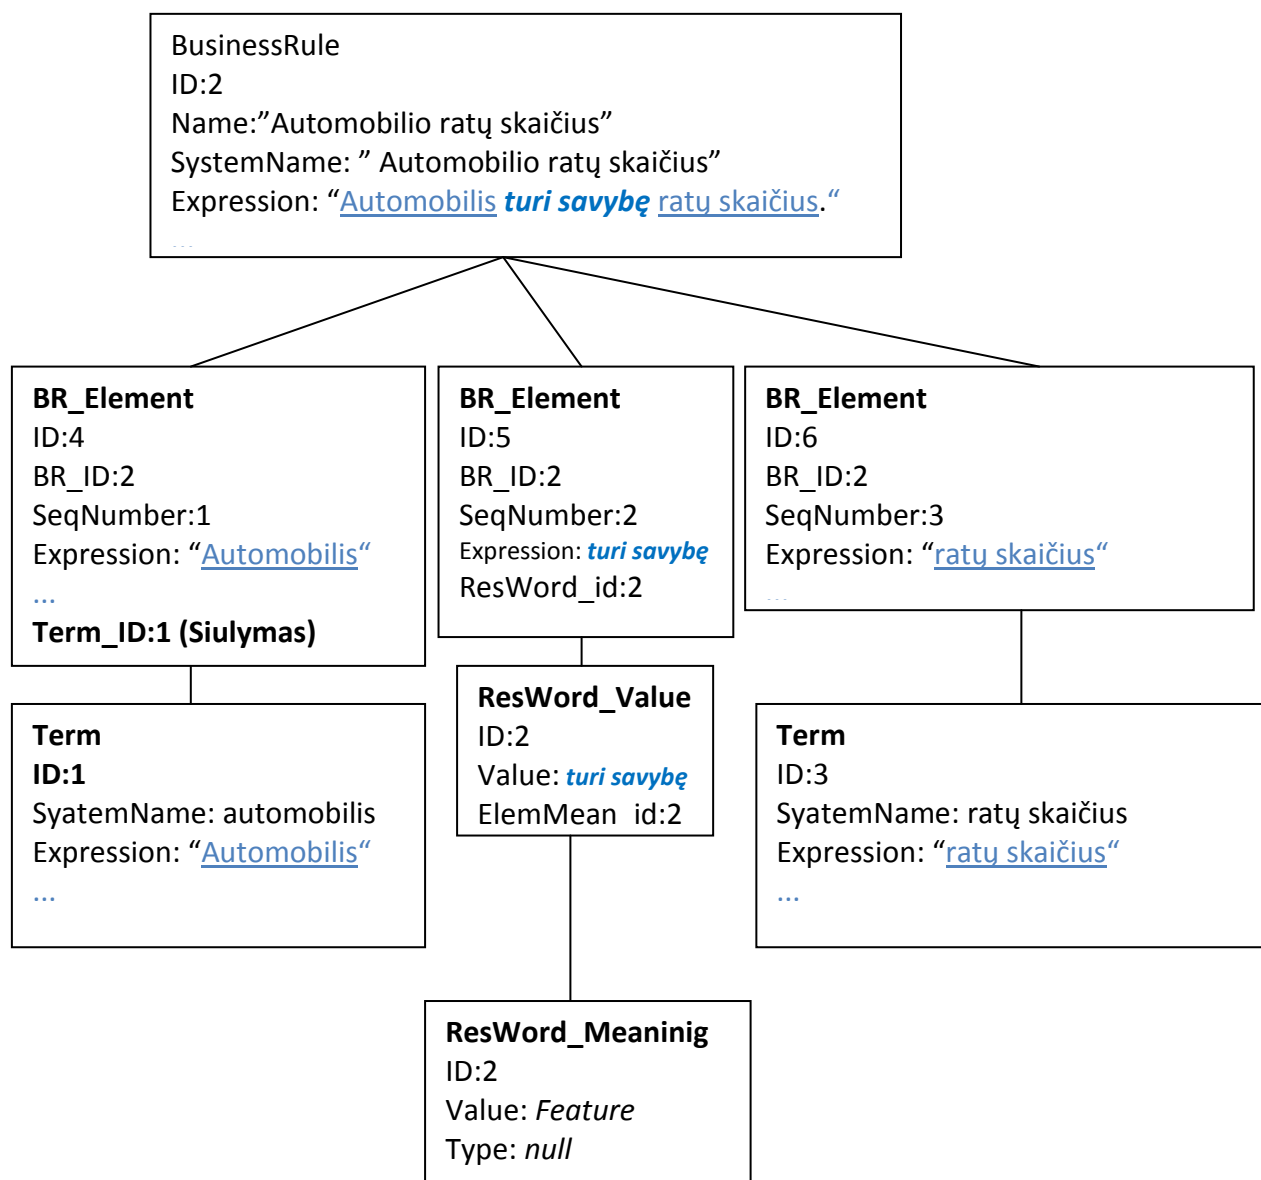 BusinessRule
ID:2
Name:”Automobilio ratų skaičius”
SystemName: ” Automobilio ratų skaičius”
Expression: “Automobilis turi savybę ratų skaičius.“
...
BR_Element
ID:4
BR_ID:2
SeqNumber:1
Expression: “Automobilis“
...
Term_ID:1 (Siulymas)
BR_Element
ID:5
BR_ID:2
SeqNumber:2
Expression: turi savybę
ResWord_id:2
BR_Element
ID:6
BR_ID:2
SeqNumber:3
Expression: “ratų skaičius“
...
Term
ID:1
SyatemName: automobilis
Expression: “Automobilis“
...
ResWord_Value
ID:2
Value: turi savybę
ElemMean_id:2
Term
ID:3
SyatemName: ratų skaičius
Expression: “ratų skaičius“
...
ResWord_Meaninig
ID:2
Value: Feature
Type: null